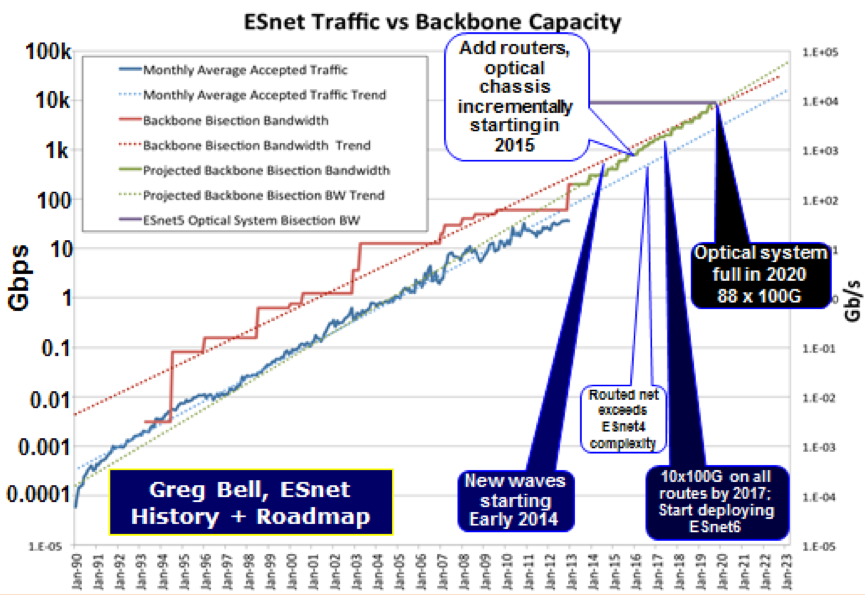 ESnet Traffic vs Backbone Capacity
100k
10k
1k
100
10
1
0.1
0.01
0.001
0.0001
1.E-05
Gbps
Monthly Average Accepted Traffic
Monthly Average Accepted Traffic Trend
Backbone Bisection Bandwidth
Backbone Bisection Bandwidth Trend
Projected Backbone Bisection Bandwidth
Projected Backbone Bisection BW Trend
ESnet5 Optical System Bisection BW
Add routers,
optical
chassis
incrementally
starting in
2015
1.E+05
1.E+04
1.E+03
1.E+02
1.E-01
1.E-02
1.E-03
1.E-04
1.E-05
Gb/s
Optical system
full in 2020
88 x 100G
Routed net
exceeds
ESnet4
complexity
New waves
starting
Early 2014
10x100G on all
routes by 2017;
Start deploying
ESnet6
Greg Bell, ESnet
History + Roadmap
Jan-90
Jan-91
Jan-92
Jan-93
Jan-94
Jan-95
Jan-96
Jan-97
Jan-98
Jan-99
Jan-00
Jan-01
Jan-02
Jan-03
Jan-04
Jan-05
Jan-06
Jan-07
Jan-08
Jan-09
Jan-10
Jan-11
Jan-12
Jan-13
Jan-14
Jan-15
Jan-16
Jan-17
Jan-18
Jan-19
Jan-20
Jan-21
Jan-22
Jan-23